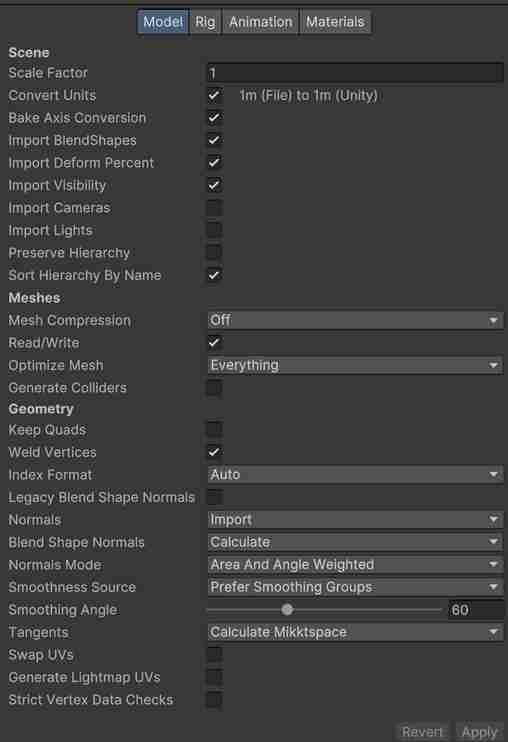 Model Rig Animation Materials
Scene
Scale Factor 1
Convert Units 1m (File) to 1m (Unity)
Bake Axis Conversion
Import BlendShapes
Import Deform Percent
Import Visibility
Import Cameras
Import Lights
Preserve Hierarchy
Sort Hierarchy By Name
Meshes
Mesh Compression Off
Read/Write
Optimize Mesh Everything
Generate Colliders
Geometry
Keep Quads
Weld Vertices
Index Format Auto
Legacy Blend Shape Normals
Normals Import
Blend Shape Normals Calculate
Normals Mode Area And Angle Weighted
Smoothness Source Prefer Smoothing Groups
Smoothing Angle 60
Tangents Calculate Mikktspace
Swap UVs
Generate Lightmap UVs
Strict Vertex Data Checks
Revert Apply